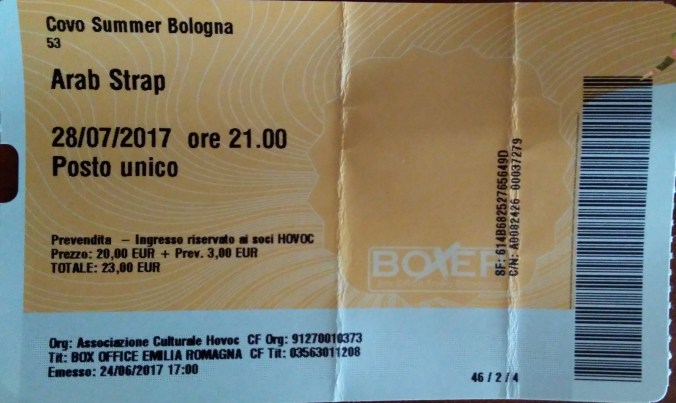 Covo Summer Bologna
53
Arab Strap
28/07/2017 ore 21.00
Posto unico
Prevendita - Ingresso riservato ai soci HOVOC
Prezzo: 20,00 EUR + Prev. 3,00 EUR
TOTALE: 23,00 EUR
BOXER
SF: 614B682527656490
C/N: A0082426 00037279
Org: Associazione Culturale Hovoc CF Org: 91270010373
Tit: BOX OFFICE EMILIA ROMAGNA CF Tit: 03563011208
Emesso: 24/06/2017 17:00
46 / 2 / 4